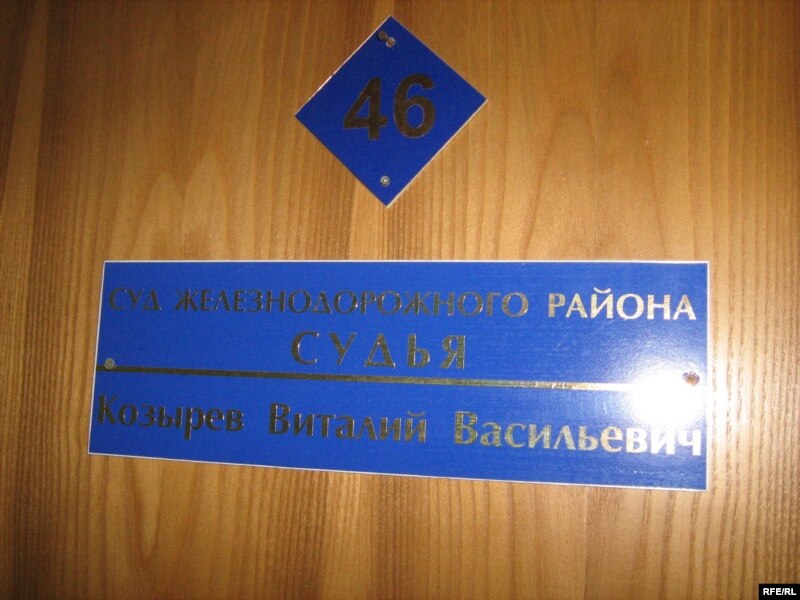 46
СУД ЖЕЛЕЗНОДОРОЖНОГО РАЙОНА
СУДЬЯ
Козырев Виталий Васильевич
RFE/RL